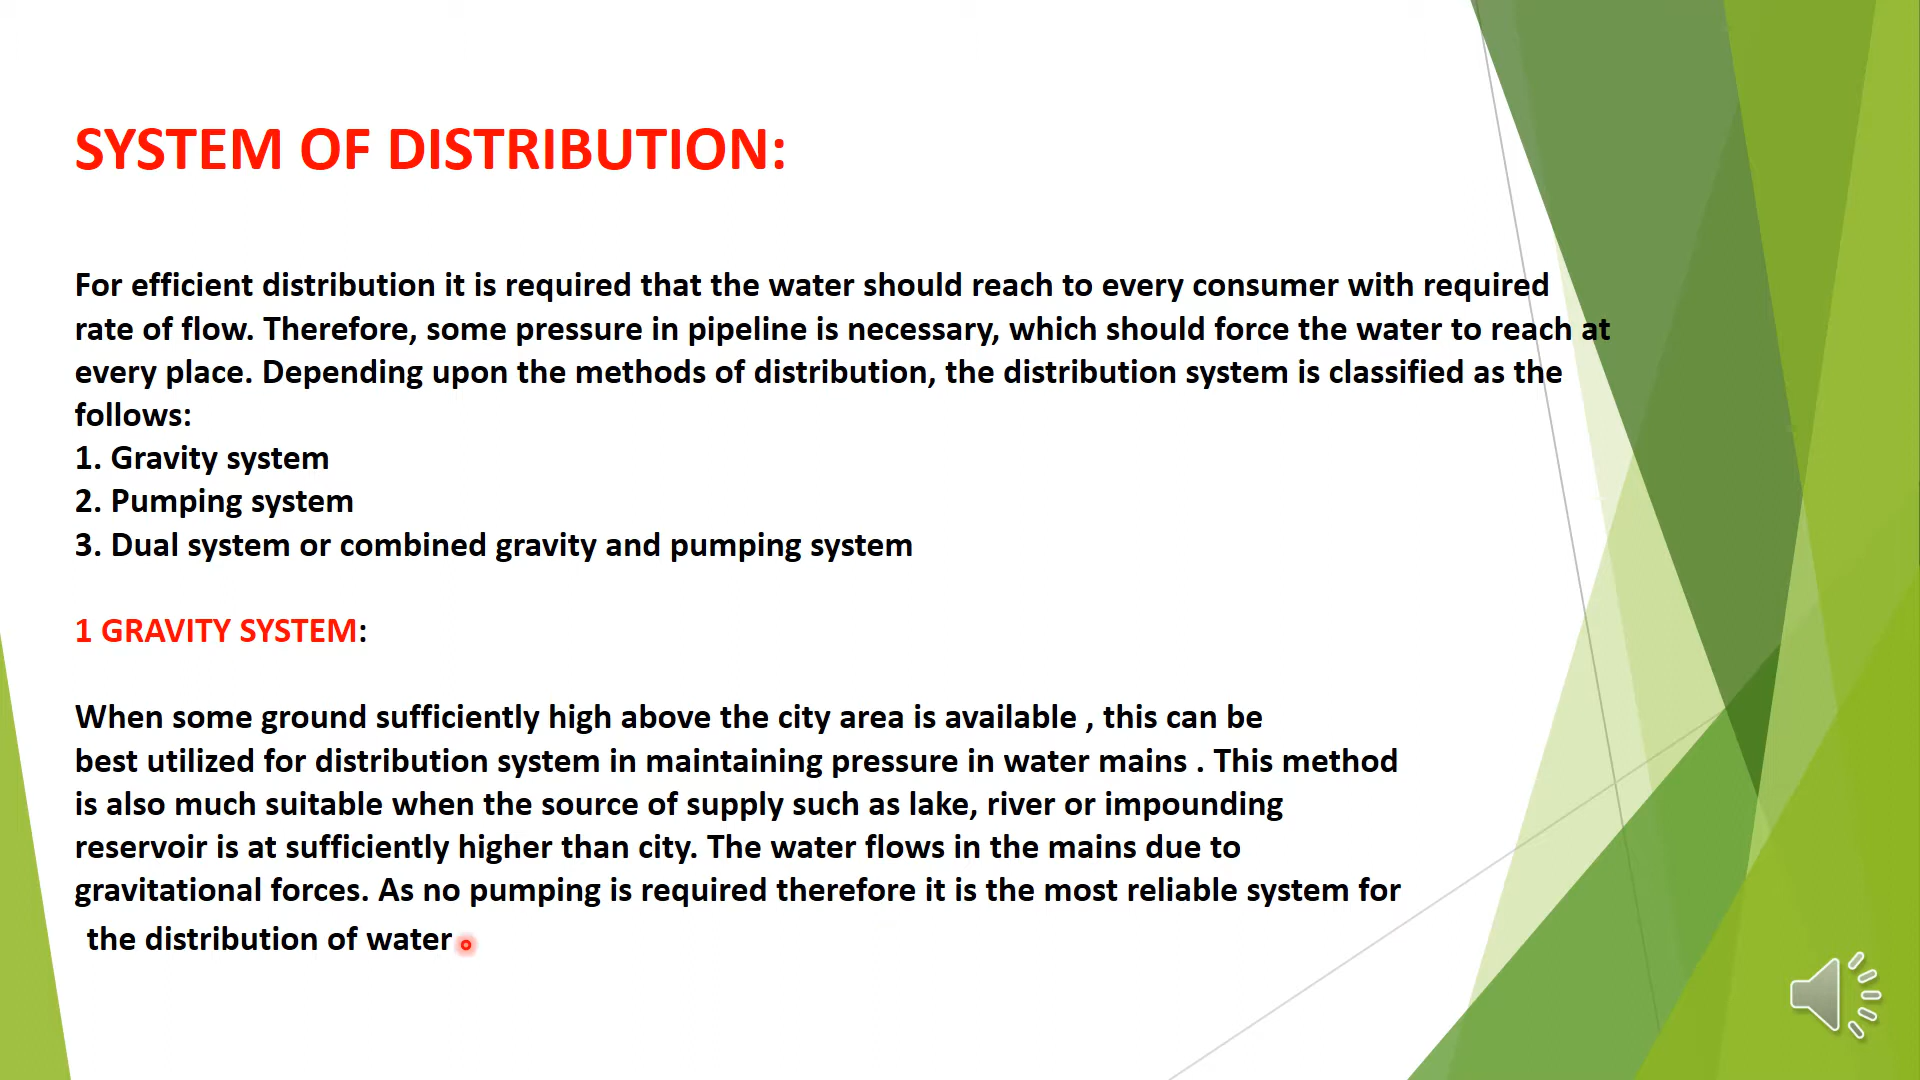 SYSTEM OF DISTRIBUTION:
For efficient distribution it is required that the water should reach to every consumer with required
rate of flow. Therefore, some pressure in pipeline is necessary, which should force the water to reach at
every place. Depending upon the methods of distribution, the distribution system is classified as the
follows:
1. Gravity system
2. Pumping system
3. Dual system or combined gravity and pumping system
1 GRAVITY SYSTEM:
When some ground sufficiently high above the city area is available , this can be
best utilized for distribution system in maintaining pressure in water mains . This method
is also much suitable when the source of supply such as lake, river or impounding
reservoir is at sufficiently higher than city. The water flows in the mains due to
gravitational forces. As no pumping is required therefore it is the most reliable system for
the distribution of water